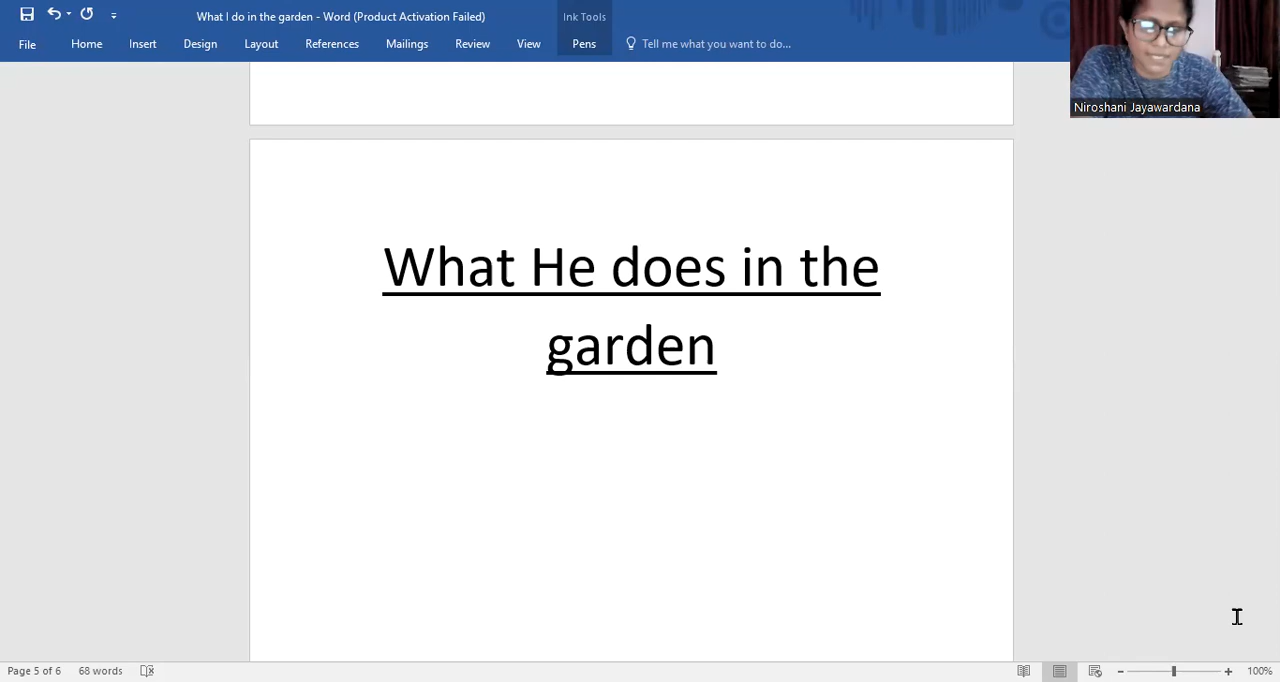 What I do in the garden - Word (Product Activation Failed)
Ink Tools
File Home Insert Design Layout References Mailings Review View Pens Tell me what you want to do...
Niroshani Jayawardana
What He does in the
garden
Page 5 of 6 68 words 100%